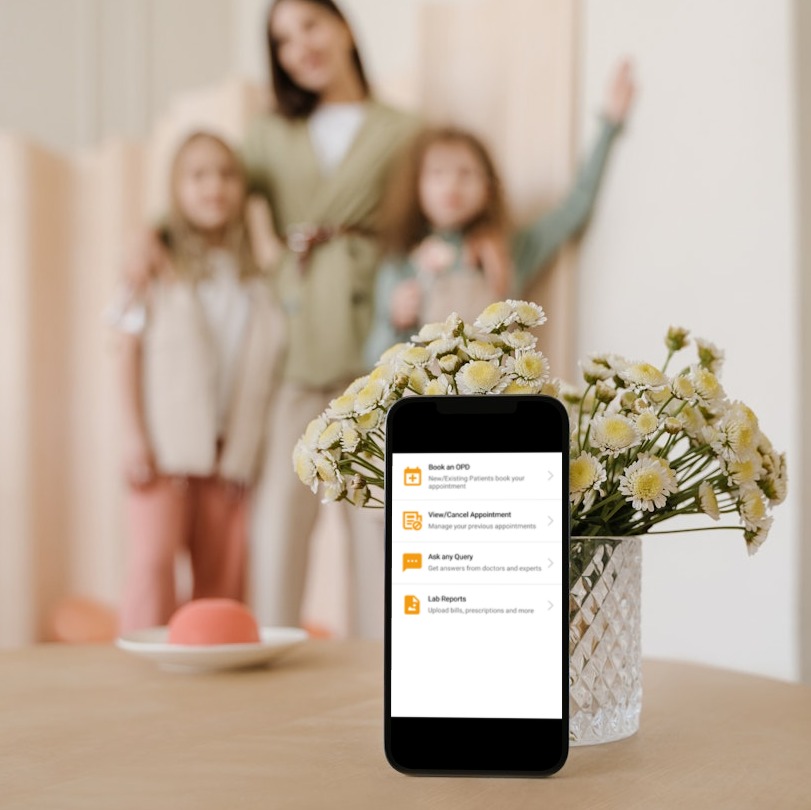 Book an OPD
New/Existing Patients book your
appointment
View/Cancel Appointment
Manage your previous appointments
Ask any Query
Get answers from doctors and experts
Lab Reports
Upload bills, prescriptions and more